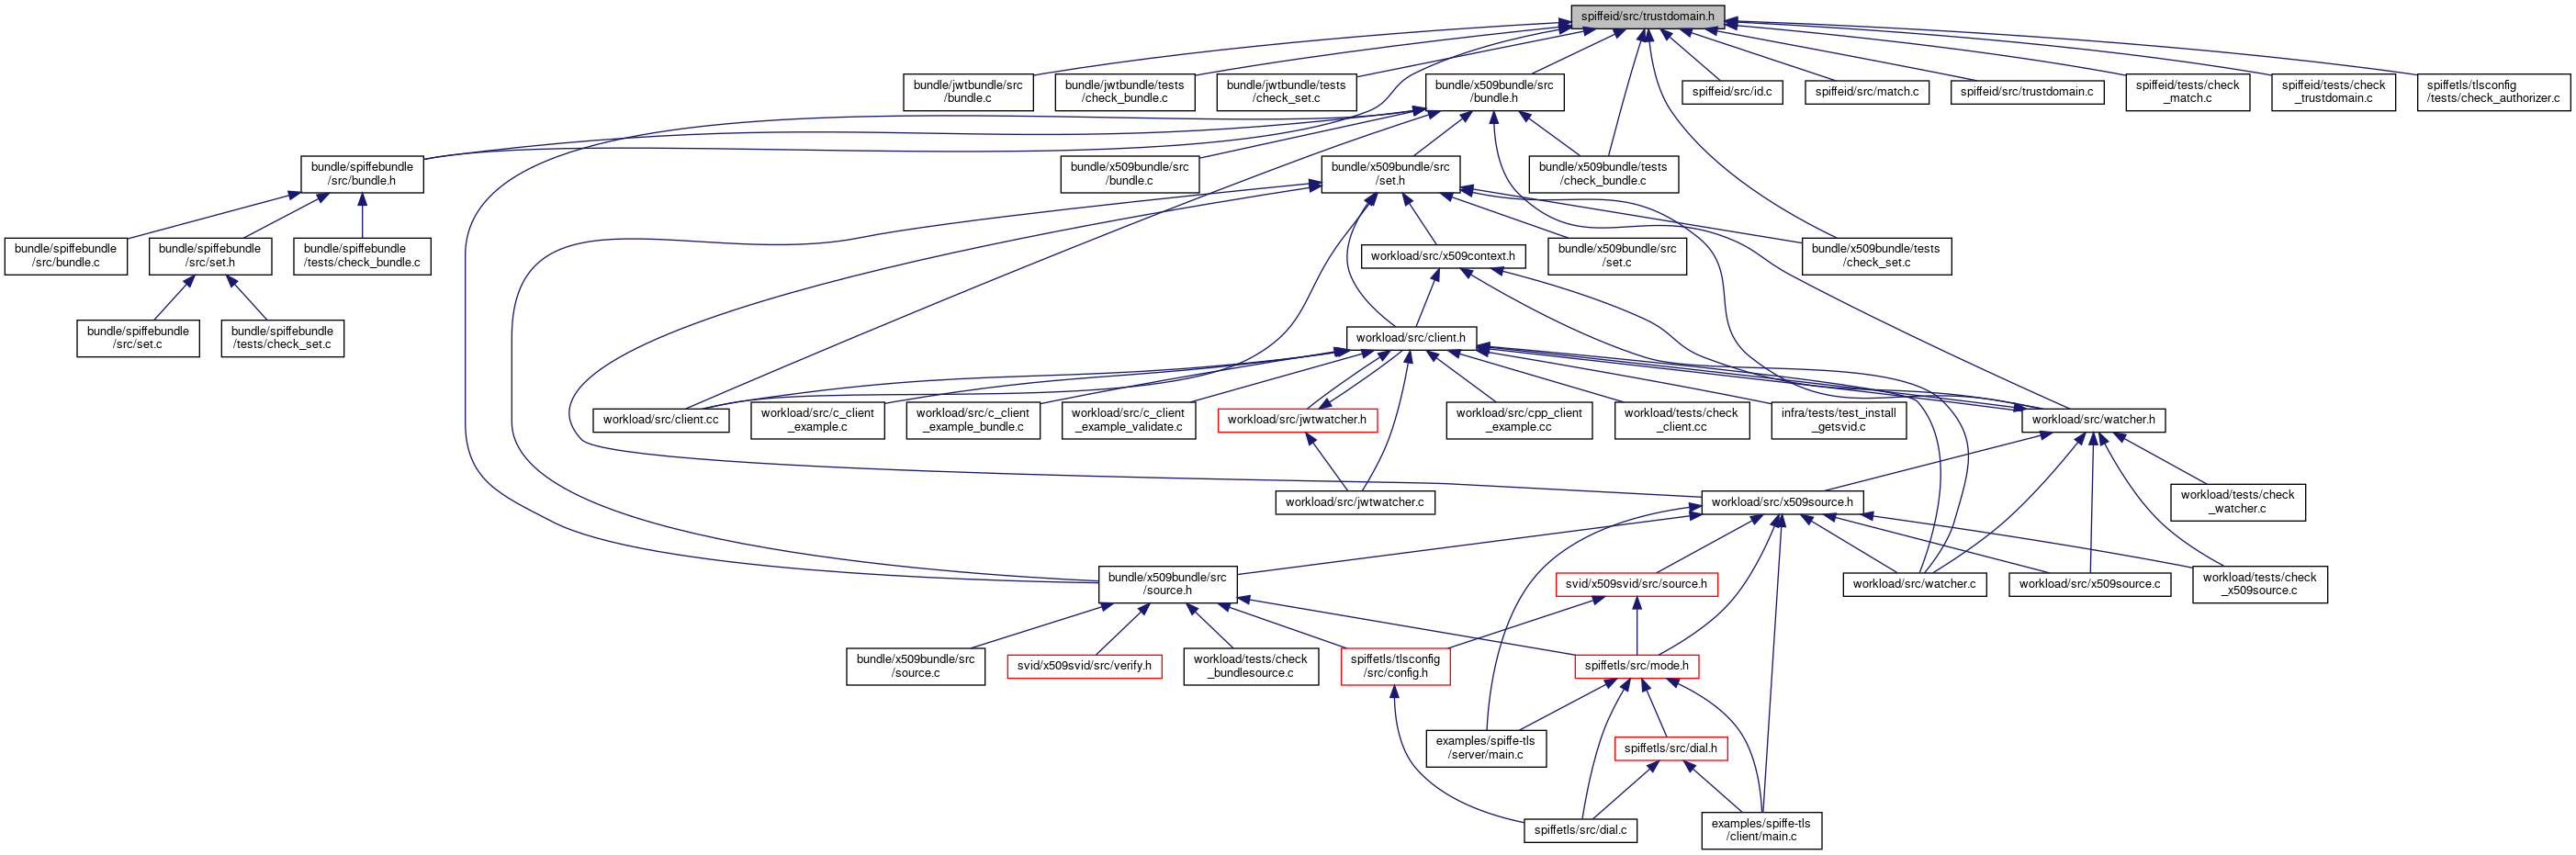 spiffeid/src/trustdomain.h
bundle/jwtbundle/src
/bundle.c
bundle/jwtbundle/tests
/check_bundle.c
bundle/jwtbundle/tests
/check_set.c
bundle/x509bundle/src
/bundle.h
spiffeid/src/id.c
spiffeid/src/match.c
spiffeid/src/trustdomain.c
spiffeid/tests/check
_match.c
spiffeid/tests/check
_trustdomain.c
spiffetls/tlsconfig
/tests/check_authorizer.c
bundle/spiffebundle
/src/bundle.h
bundle/x509bundle/src
/bundle.c
bundle/x509bundle/src
/set.h
bundle/x509bundle/tests
/check_bundle.c
bundle/spiffebundle
/src/bundle.c
bundle/spiffebundle
/src/set.h
bundle/spiffebundle
/tests/check_bundle.c
workload/src/x509context.h
bundle/x509bundle/src
/set.c
bundle/x509bundle/tests
/check_set.c
bundle/spiffebundle
/src/set.c
bundle/spiffebundle
/tests/check_set.c
workload/src/client.h
workload/src/client.cc
workload/src/c_client
_example.c
workload/src/c_client
_example_bundle.c
workload/src/c_client
_example_validate.c
workload/src/jwtwatcher.h
workload/src/cpp_client
_example.cc
workload/tests/check
_client.cc
infra/tests/test_install
_getsvid.c
workload/src/watcher.h
workload/src/jwtwatcher.c
workload/src/x509source.h
workload/tests/check
_watcher.c
bundle/x509bundle/src
/source.h
svid/x509svid/src/source.h
workload/src/watcher.c
workload/src/x509source.c
workload/tests/check
_x509source.c
bundle/x509bundle/src
/source.c
svid/x509svid/src/verify.h
workload/tests/check
_bundlesource.c
spiffetls/tlsconfig
/src/config.h
spiffetls/src/mode.h
examples/spiffe-tls
/server/main.c
spiffetls/src/dial.h
spiffetls/src/dial.c
examples/spiffe-tls
/client/main.c